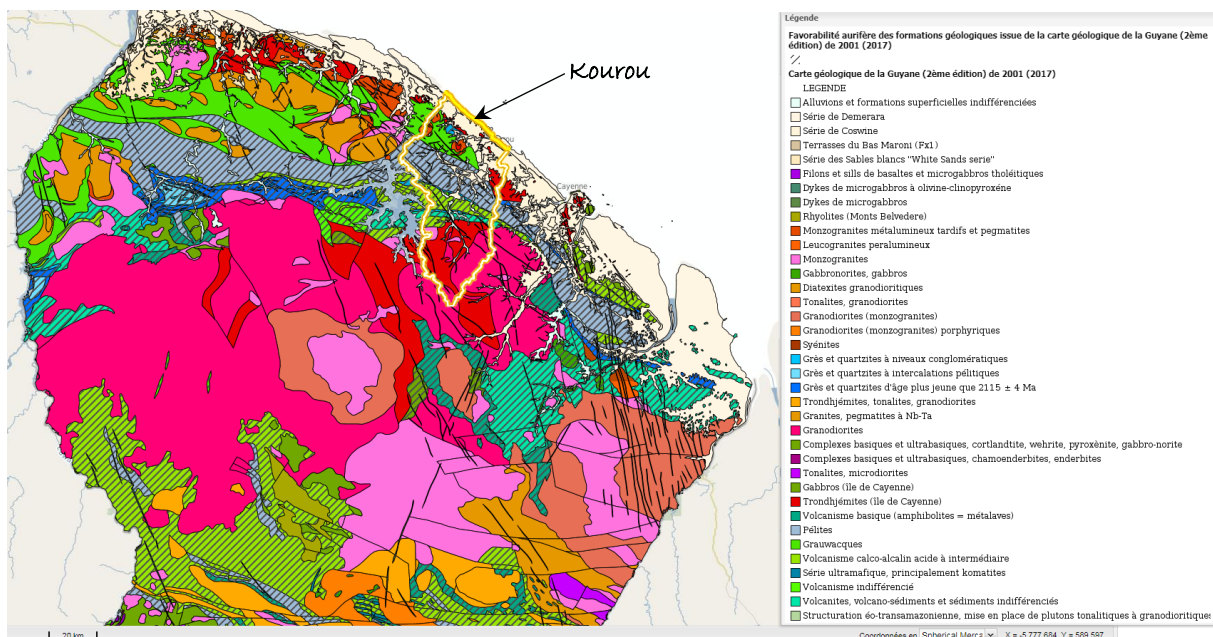 Kourou
rou
Cayenne
20 km
Légende
Favorabilité aurifère des formations géologiques issue de la carte géologique de la Guyane (2ème
édition) de 2001 (2017)
Carte géologique de la Guyane (2ème édition) de 2001 (2017)
LEGENDE
Alluvions et formations superficielles indifférenciées
Série de Demerara
Série de Coswine
Terrasses du Bas Maroni (Fx1)
Série des Sables blancs "White Sands serie"
Filons et sills de basaltes et microgabbros tholéitiques
Dykes de microgabbros à olivine-clinopyroxéne
Dykes de microgabbros
Rhyolites (Monts Belvedere)
Monzogranites métalumineux tardifs et pegmatites
Leucogranites peralumineux
Monzogranites
Gabbronorites, gabbros
Diatexites granodioritiques
Tonalites, granodiorites
Granodiorites (monzogranites)
Granodiorites (monzogranites) porphyriques
Syénites
Grès et quartzites à niveaux conglomératiques
Grès et quartzites à intercalations pélitiques
Grès et quartzites d'âge plus jeune que 2115 ± 4 Ma
Trondhjémites, tonalites, granodiorites
Granites, pegmatites à Nb-Ta
Granodiorites
Complexes basiques et ultrabasiques, cortlandtite, wehrite, pyroxènite, gabbro-norite
Complexes basiques et ultrabasiques, chamoenderbites, enderbites
Tonalites, microdiorites
Gabbros (île de Cayenne)
Trondhjémites (île de Cayenne)
Volcanisme basique (amphibolites = métalaves)
Pélites
Grauwacques
Volcanisme calco-alcalin acide à intermédiaire
Série ultramafique, principalement komatites
Volcanisme indifférencié
Volcanites, volcano-sédiments et sédiments indifférenciés
Structuration éo-transamazonienne, mise en place de plutons tonalitiques à granodioritiques
Coordonnées en Spherical Merca X = -5 777 684 Y = 589 597